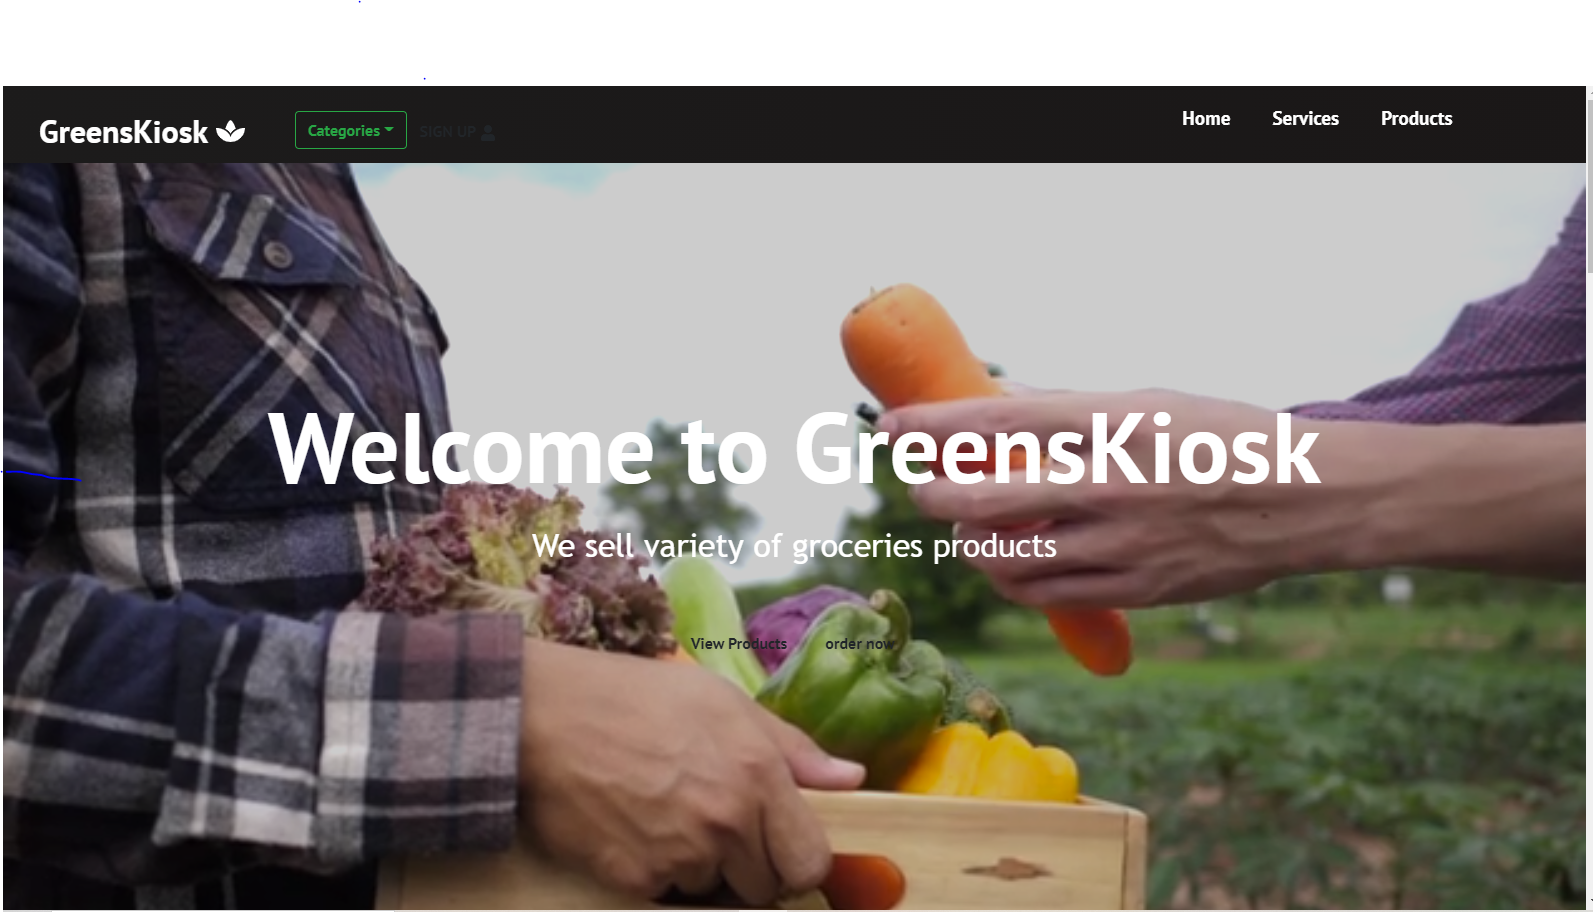 GreensKiosk
Categories
SIGN UP
Home
Services
Products
Welcome to GreensKiosk
We sell variety of groceries products
View Products
order now